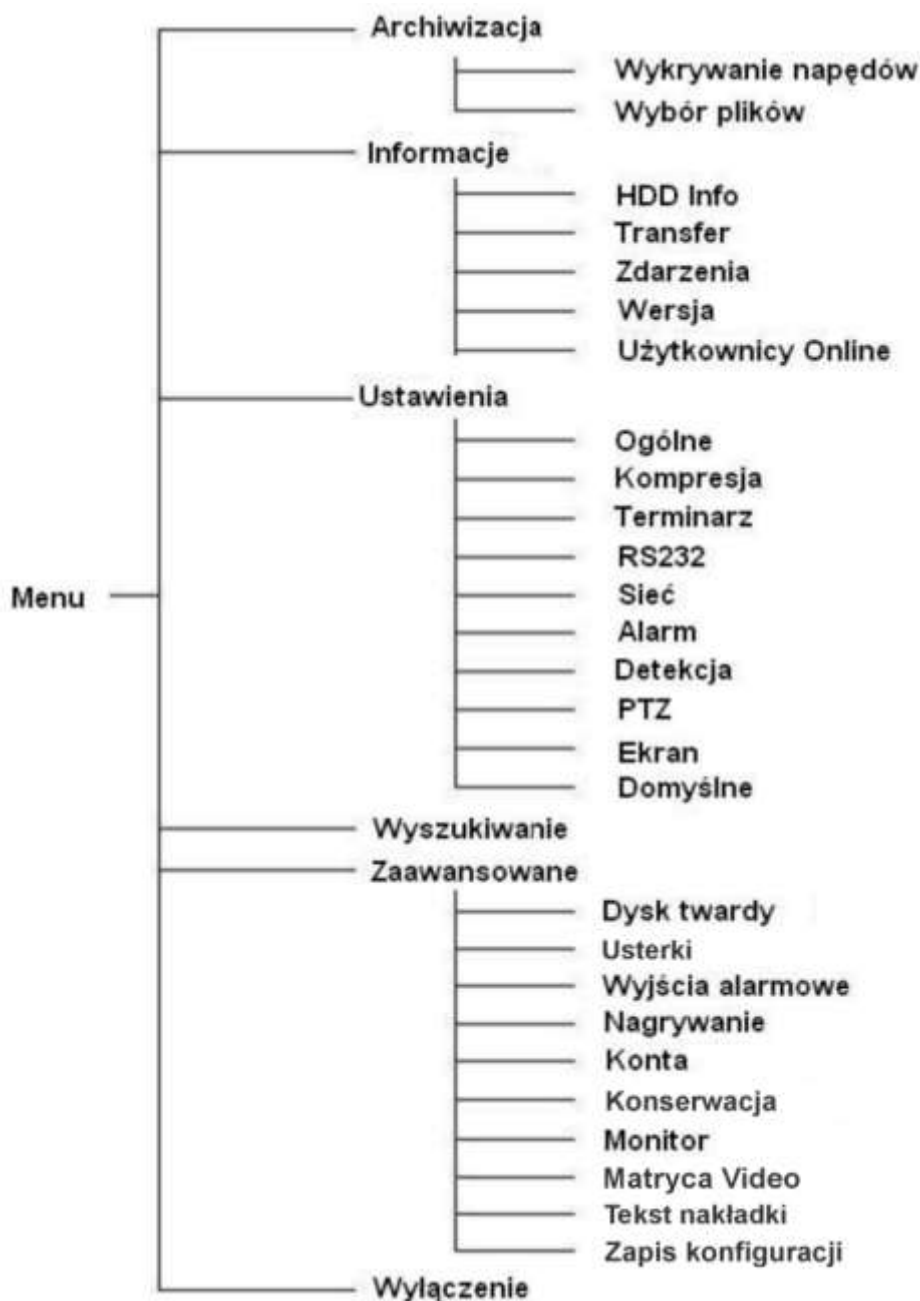 Archiwizacja
Wykrywanie napędów
Wybór plików
Informacje
HDD Info
Transfer
Zdarzenia
Wersja
Użytkownicy Online
Ustawienia
Ogólne
Kompresja
Terminarz
RS232
Sieć
Menu
Alarm
Detekcja
PTZ
Ekran
Domyślne
Wyszukiwanie
Zaawansowane
Dysk twardy
Usterki
Wyjścia alarmowe
Nagrywanie
Konta
Konserwacja
Monitor
Matryca Video
Tekst nakładki
Zapis konfiguracji
Wyłączenie